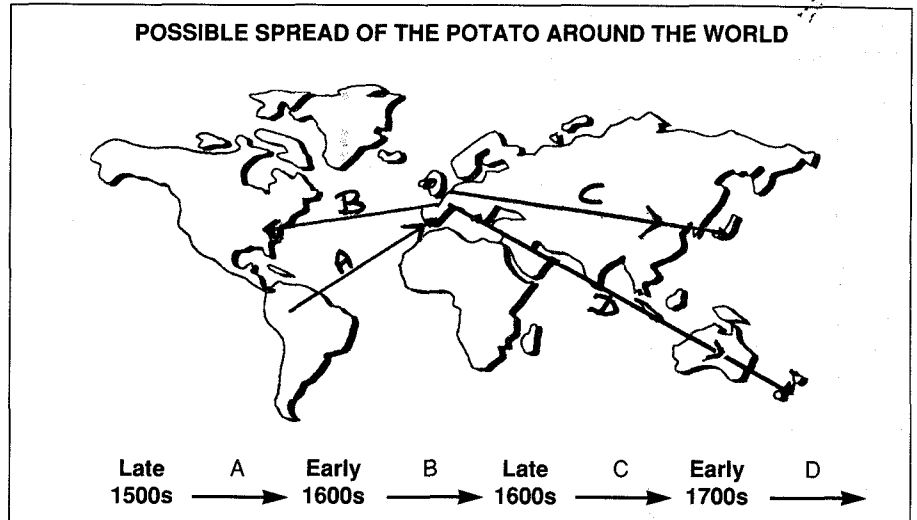 POSSIBLE SPREAD OF THE POTATO AROUND THE WORLD
B
C
A
D
Late A Early B Late C Early D
1500s 1600s 1600s 1700s